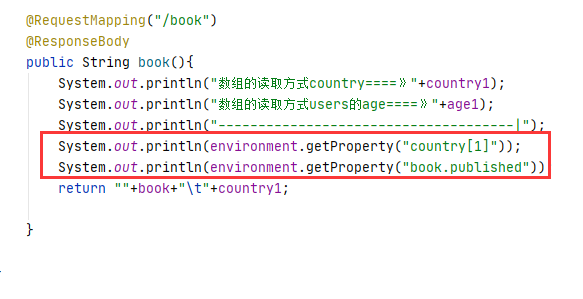 @RequestMapping("/book")
@ResponseBody
public String book(){
System.out.println("数组的读取方式country====》"+country1);
System.out.println("数组的读取方式users的age====》"+age1);
System.out.println("--------------------------------------|");
System.out.println(environment.getProperty("country[1]"));
System.out.println(environment.getProperty("book.published"))
return ""+book+"\t"+country1;
}